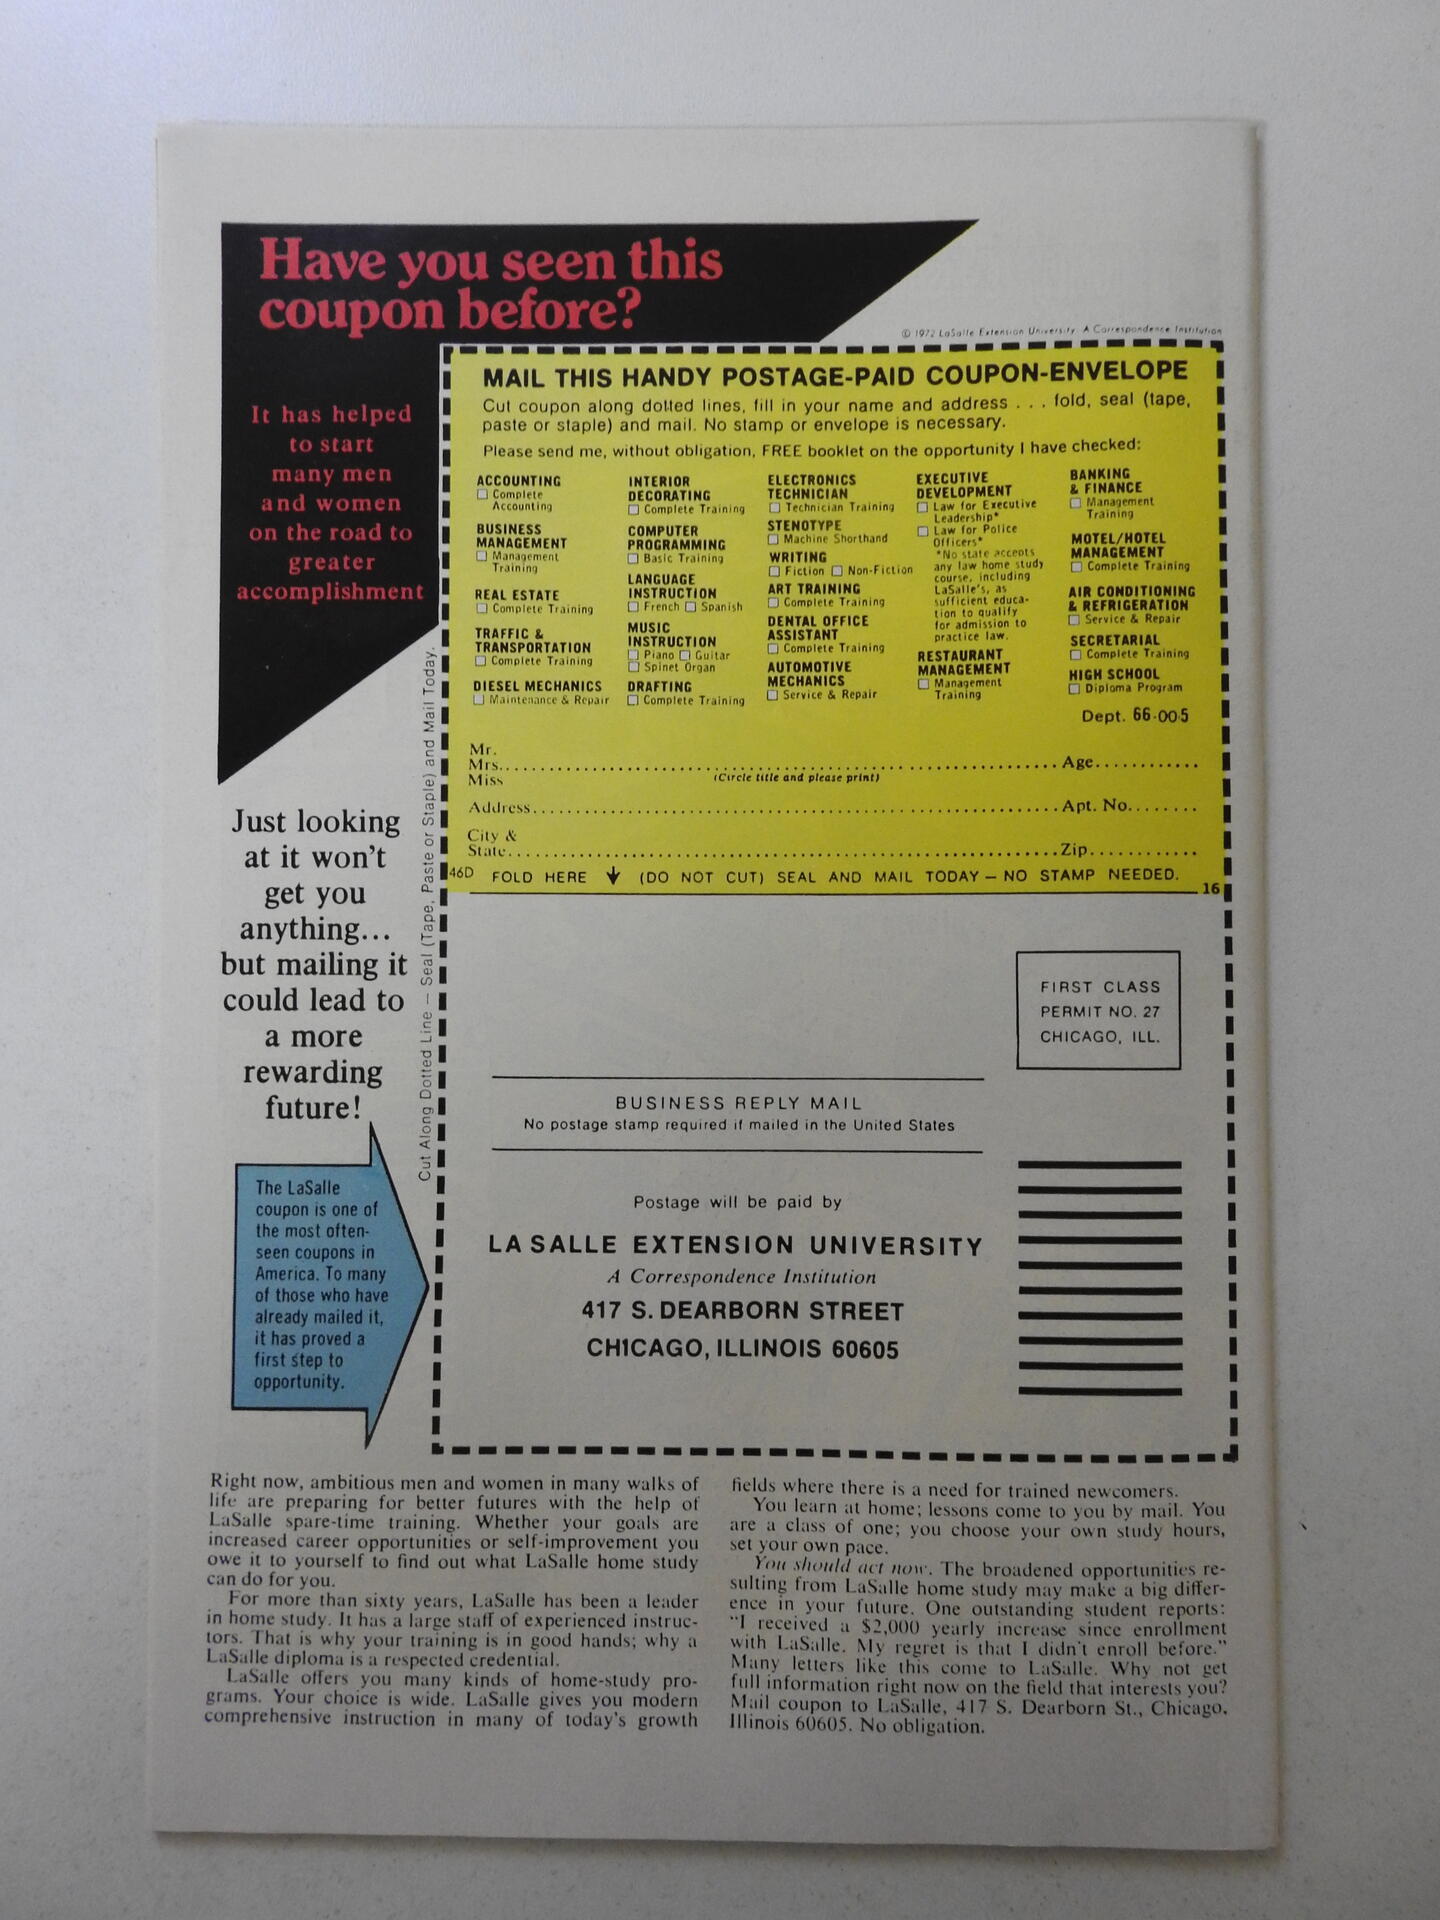 Have you seen this
coupon before?
It has helped
to start
many men
and women
on the road to
greater
accomplishment
Just looking
at it won't
get you
anything...
but mailing it
could lead to
a more
rewarding
future!
The LaSalle
coupon is one of
the most often-
seen coupons in
America. To many
of those who have
already mailed it,
it has proved a
first step to
opportunity.
Cut Along Dotted Line — Seal (Tape, Paste or Staple) and Mail Today.
© 1972 LaSalle Extension University A Correspondence Institution
MAIL THIS HANDY POSTAGE-PAID COUPON-ENVELOPE
Cut coupon along dotted lines, fill in your name and address . . . fold, seal (tape,
paste or staple) and mail. No stamp or envelope is necessary.
Please send me, without obligation, FREE booklet on the opportunity I have checked:
ACCOUNTING
☐ Complete
Accounting
BUSINESS
MANAGEMENT
☐ Management
Training
REAL ESTATE
☐ Complete Training
TRAFFIC &
TRANSPORTATION
☐ Complete Training
DIESEL MECHANICS
☐ Maintenance & Repair
INTERIOR
DECORATING
☐ Complete Training
COMPUTER
PROGRAMMING
☐ Basic Training
LANGUAGE
INSTRUCTION
☐ French ☐ Spanish
MUSIC
INSTRUCTION
☐ Piano ☐ Guitar
☐ Spinet Organ
DRAFTING
☐ Complete Training
ELECTRONICS
TECHNICIAN
☐ Technician Training
STENOTYPE
☐ Machine Shorthand
WRITING
☐ Fiction ☐ Non-Fiction
ART TRAINING
☐ Complete Training
DENTAL OFFICE
ASSISTANT
☐ Complete Training
AUTOMOTIVE
MECHANICS
☐ Service & Repair
EXECUTIVE
DEVELOPMENT
☐ Law for Executive
Leadership*
☐ Law for Police
Officers*
*No state accepts
any law home study
course, including
LaSalle's, as
sufficient educa-
tion to qualify
for admission to
practice law.
RESTAURANT
MANAGEMENT
☐ Management
Training
BANKING
& FINANCE
☐ Management
Training
MOTEL/HOTEL
MANAGEMENT
☐ Complete Training
AIR CONDITIONING
& REFRIGERATION
☐ Service & Repair
SECRETARIAL
☐ Complete Training
HIGH SCHOOL
☐ Diploma Program
Dept. 66-005
Mr.
Mrs. Age
Miss (Circle title and please print)
Address Apt. No.
City &
State Zip
46D FOLD HERE ↓ (DO NOT CUT) SEAL AND MAIL TODAY — NO STAMP NEEDED.
16
FIRST CLASS
PERMIT NO. 27
CHICAGO, ILL.
BUSINESS REPLY MAIL
No postage stamp required if mailed in the United States
Postage will be paid by
LA SALLE EXTENSION UNIVERSITY
A Correspondence Institution
417 S. DEARBORN STREET
CHICAGO, ILLINOIS 60605
Right now, ambitious men and women in many walks of
life are preparing for better futures with the help of
LaSalle spare-time training. Whether your goals are
increased career opportunities or self-improvement you
owe it to yourself to find out what LaSalle home study
can do for you.
For more than sixty years, LaSalle has been a leader
in home study. It has a large staff of experienced instruc-
tors. That is why your training is in good hands; why a
LaSalle diploma is a respected credential.
LaSalle offers you many kinds of home-study pro-
grams. Your choice is wide. LaSalle gives you modern
comprehensive instruction in many of today's growth
fields where there is a need for trained newcomers.
You learn at home; lessons come to you by mail. You
are a class of one; you choose your own study hours,
set your own pace.
You should act now. The broadened opportunities re-
sulting from LaSalle home study may make a big differ-
ence in your future. One outstanding student reports:
"I received a $2,000 yearly increase since enrollment
with LaSalle. My regret is that I didn't enroll before."
Many letters like this come to LaSalle. Why not get
full information right now on the field that interests you?
Mail coupon to LaSalle, 417 S. Dearborn St., Chicago,
Illinois 60605. No obligation.